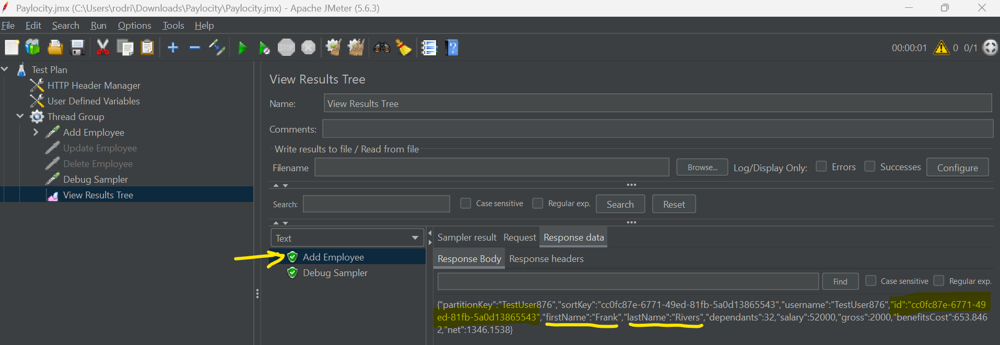 Paylocity.jmx (C:\Users\rodri\Downloads\Paylocity\Paylocity.jmx) - Apache JMeter (5.6.3)
File Edit Search Run Options Tools Help
STOP
00:00:01 0 0/1
Test Plan
HTTP Header Manager
User Defined Variables
Thread Group
Add Employee
Update Employee
Delete Employee
Debug Sampler
View Results Tree
View Results Tree
Name: View Results Tree
Comments:
Write results to file / Read from file
Filename Browse... Log/Display Only: Errors Successes Configure
Search: Case sensitive Regular exp. Search Reset
Text
Add Employee
Debug Sampler
Sampler result Request Response data
Response Body Response headers
Find Case sensitive Regular exp.
{"partitionKey":"TestUser876","sortKey":"cc0fc87e-6771-49ed-81fb-5a0d13865543","username":"TestUser876","id":"cc0fc87e-6771-49
ed-81fb-5a0d13865543","firstName":"Frank","lastName":"Rivers","dependants":32,"salary":52000,"gross":2000,"benefitsCost":653.846
2,"net":1346.1538}